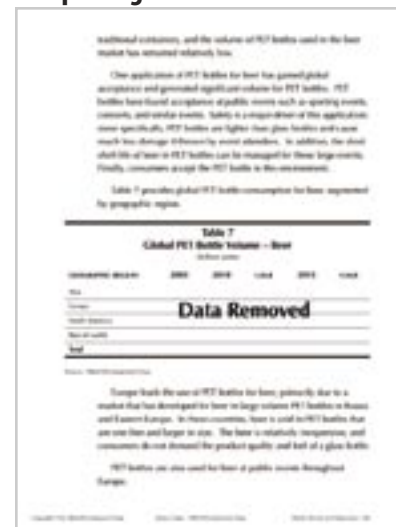 traditional containers, and the volume of PET bottles used in the beer
market has remained relatively low.
One application of PET bottles for beer has gained global
acceptance and generated significant volume for PET bottles. PET
bottles have found acceptance at public events such as sporting events,
concerts, and similar events. Safety is a major driver of this application;
more specifically, PET bottles are lighter than glass bottles and cause
much less damage if thrown by event attendees. In addition, the short
shelf life of beer in PET bottles can be managed for these large events.
Finally, consumers accept the PET bottle in this environment.
Table 7 provides global PET bottle consumption for beer segmented
by geographic region.
Table 7
Global PET Bottle Volume – Beer
GEOGRAPHIC REGION 2005 2010 2015
Data Removed
Total
Europe leads the use of PET bottles for beer, primarily due to a
market that has developed for beer in large volume PET bottles in Russia
and Eastern Europe. In these countries, beer is sold in PET bottles that
are one liter and larger in size. The beer is relatively inexpensive, and
consumers do not demand the product quality and feel of a glass bottle.
PET bottles are also used for beer at public events throughout
Europe.